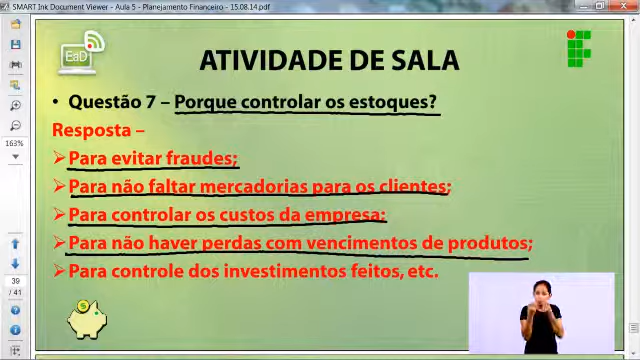 SMART Ink Document Viewer - Aula 5 - Planejamento Financeiro - 15.08.14.pdf
EaD
ATIVIDADE DE SALA
• Questão 7 – Porque controlar os estoques?
Resposta –
Para evitar fraudes;
Para não faltar mercadorias para os clientes;
Para controlar os custos da empresa;
Para não haver perdas com vencimentos de produtos;
Para controle dos investimentos feitos, etc.
163%
39
/ 41